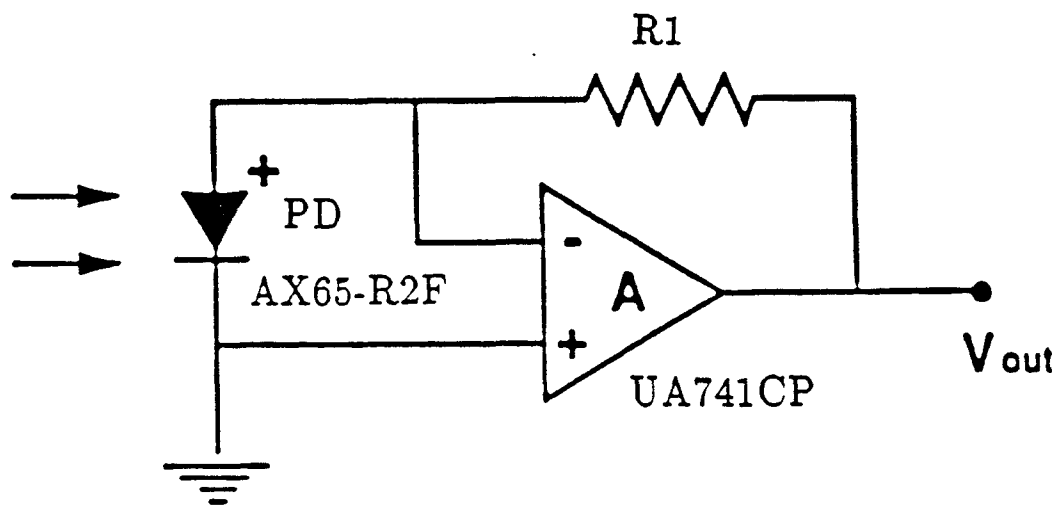 R1
+
PD
AX65-R2F
-
A
+
UA741CP
Vout